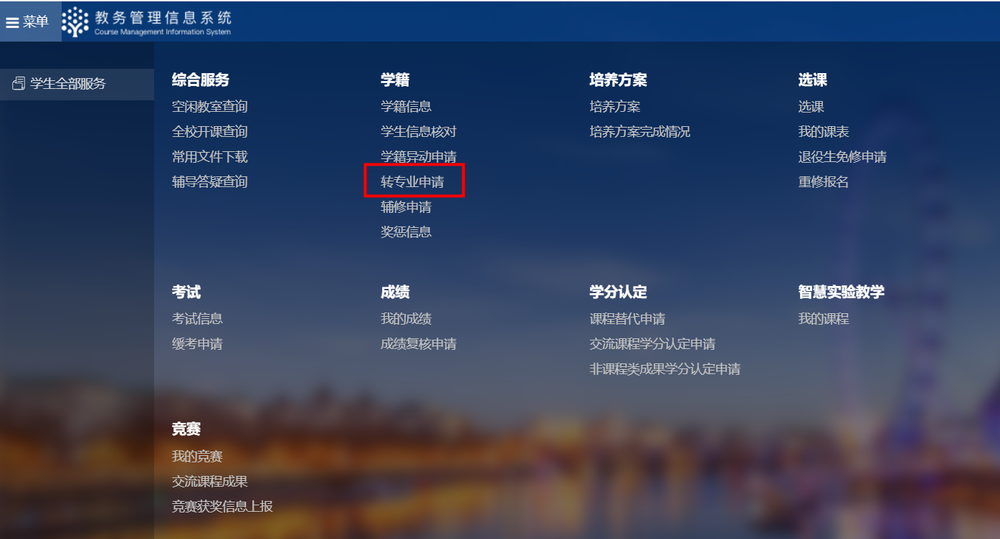 菜单
教务管理信息系统
Course Management Information System
学生全部服务
综合服务
空闲教室查询
全校开课查询
常用文件下载
辅导答疑查询
学籍
学籍信息
学生信息核对
学籍异动申请
转专业申请
辅修申请
奖惩信息
培养方案
培养方案
培养方案完成情况
选课
选课
我的课表
退役生免修申请
重修报名
考试
考试信息
缓考申请
成绩
我的成绩
成绩复核申请
学分认定
课程替代申请
交流课程学分认定申请
非课程类成果学分认定申请
智慧实验教学
我的课程
竞赛
我的竞赛
交流课程成果
竞赛获奖信息上报